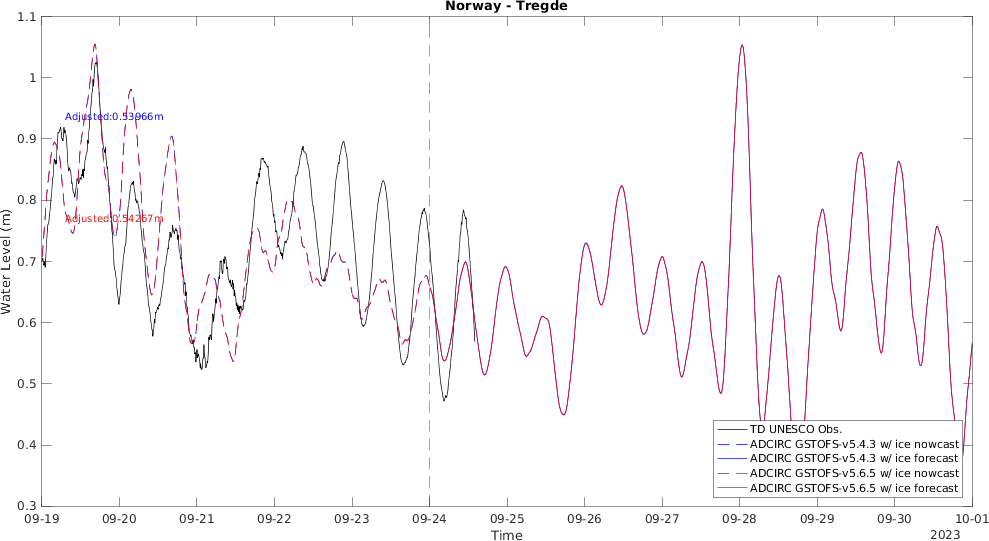 Norway - Tregde
1.1
1
0.9
0.8
0.7
0.6
0.5
0.4
0.3
Water Level (m)
Adjusted:0.53966m
Adjusted:0.54267m
TD UNESCO Obs.
ADCIRC GSTOFS-v5.4.3 w/ ice nowcast
ADCIRC GSTOFS-v5.4.3 w/ ice forecast
ADCIRC GSTOFS-v5.6.5 w/ ice nowcast
ADCIRC GSTOFS-v5.6.5 w/ ice forecast
09-19 09-20 09-21 09-22 09-23 09-24 09-25 09-26 09-27 09-28 09-29 09-30 10-01
Time
2023